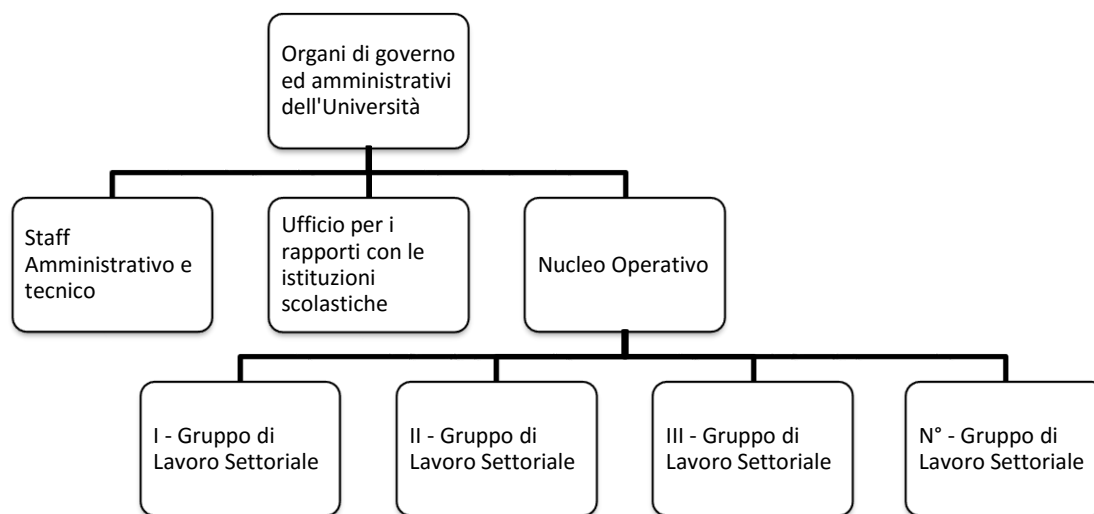 Organi di governo
ed amministrativi
dell'Università
Staff
Amministrativo e
tecnico
Ufficio per i
rapporti con le
istituzioni
scolastiche
Nucleo Operativo
I - Gruppo di
Lavoro Settoriale
II - Gruppo di
Lavoro Settoriale
III - Gruppo di
Lavoro Settoriale
N° - Gruppo di
Lavoro Settoriale